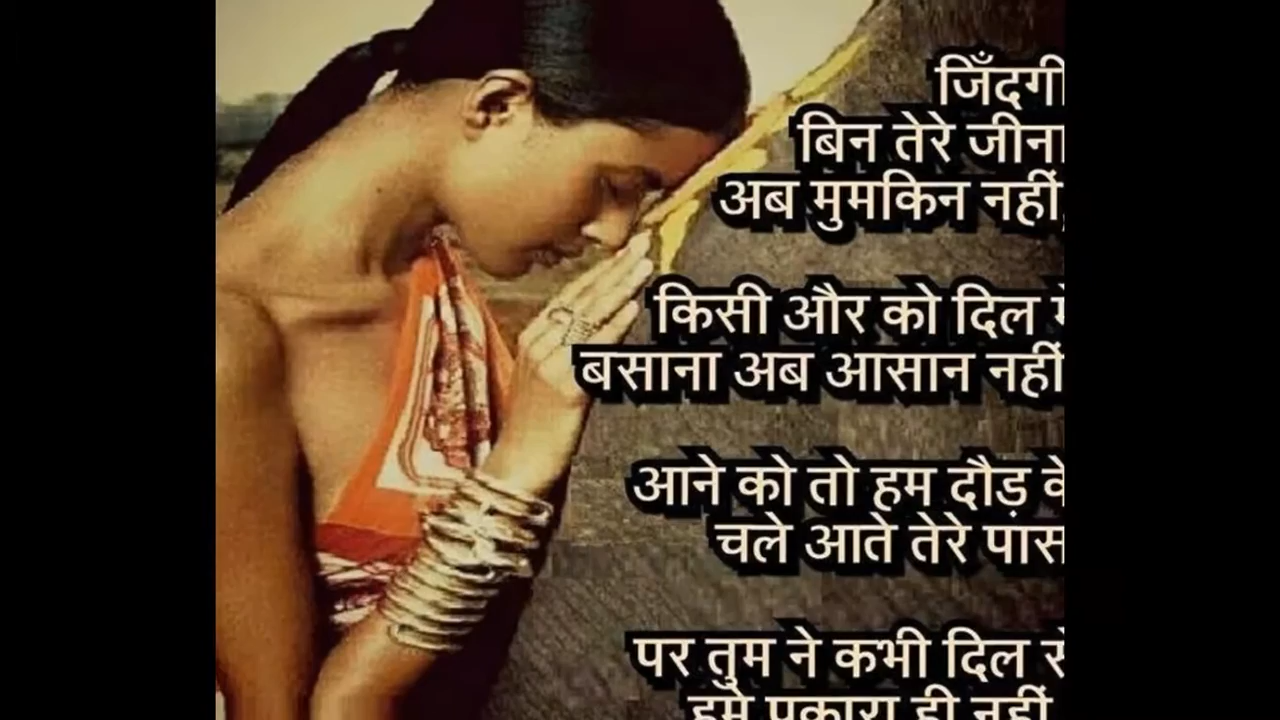 जिँदगी
बिन तेरे जीना
अब मुमकिन नहीं,
किसी और को दिल
बसाना अब आसान नहीं
आने को तो हम दौड़ के
चले आते तेरे पास
पर तुम ने कभी दिल से
हमे पुकारा ही नहीं